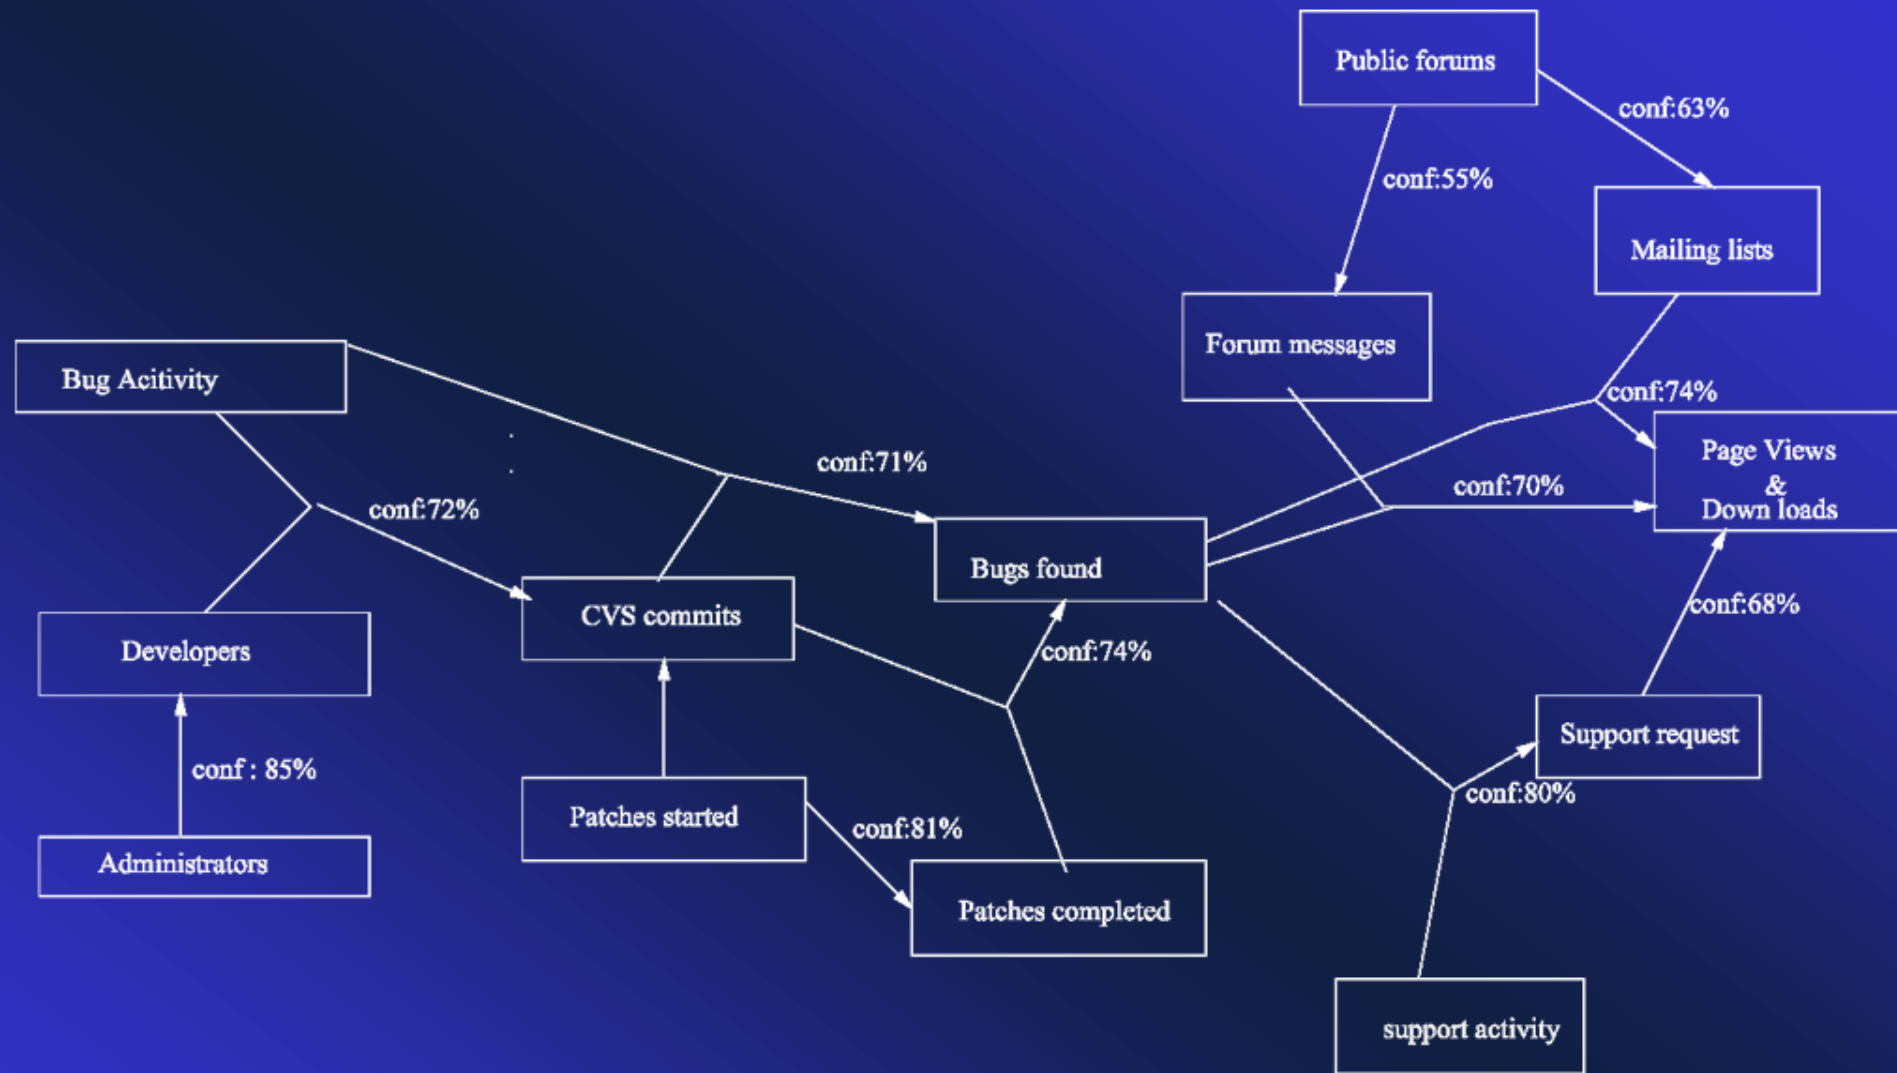 Public forums
conf:63%
conf:55%
Mailing lists
Forum messages
Bug Acitivity
conf:74%
Page Views
&
Down loads
conf:71%
conf:70%
conf:72%
Bugs found
CVS commits
conf:68%
Developers
conf:74%
Support request
conf : 85%
conf:80%
Patches started
conf:81%
Administrators
Patches completed
support activity